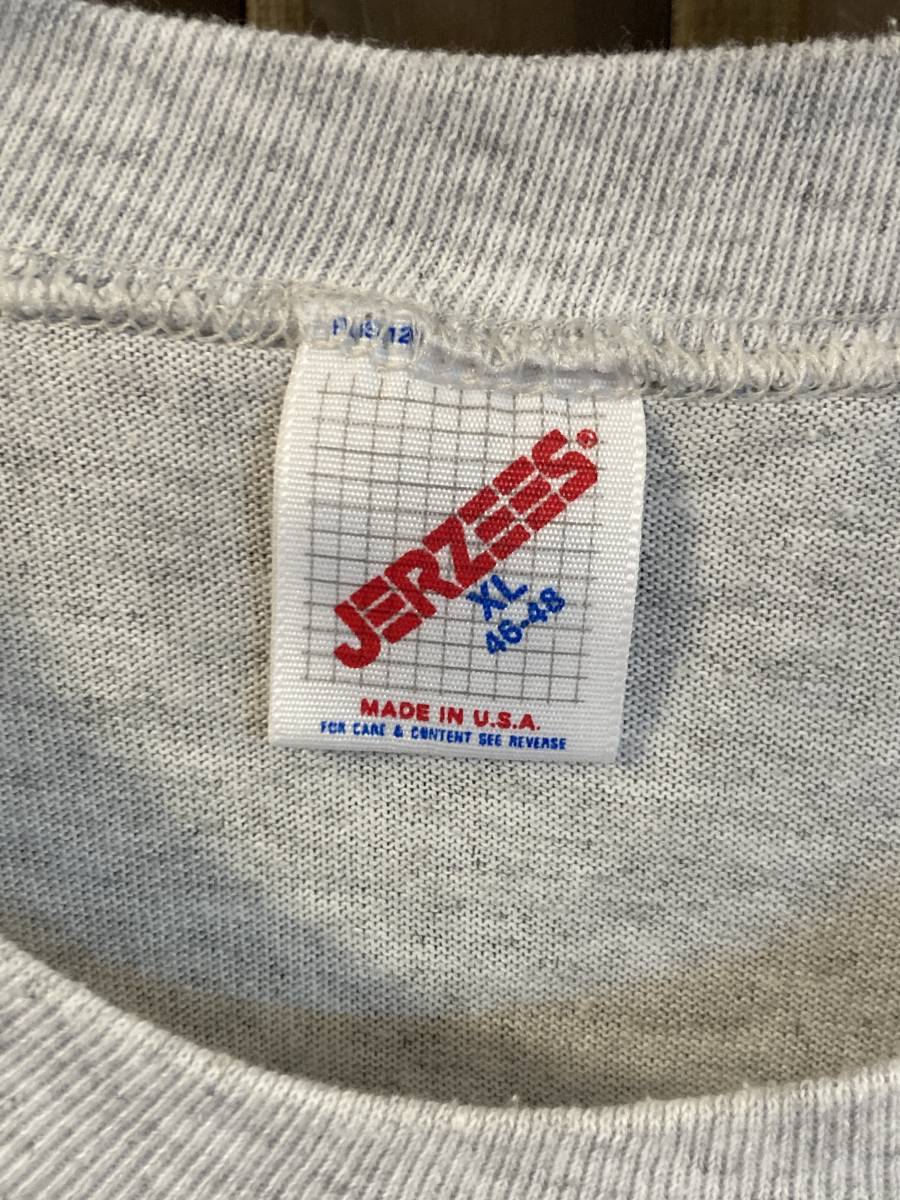 JERZEES®
XL
46-48
MADE IN U.S.A.
FOR CARE & CONTENT SEE REVERSE